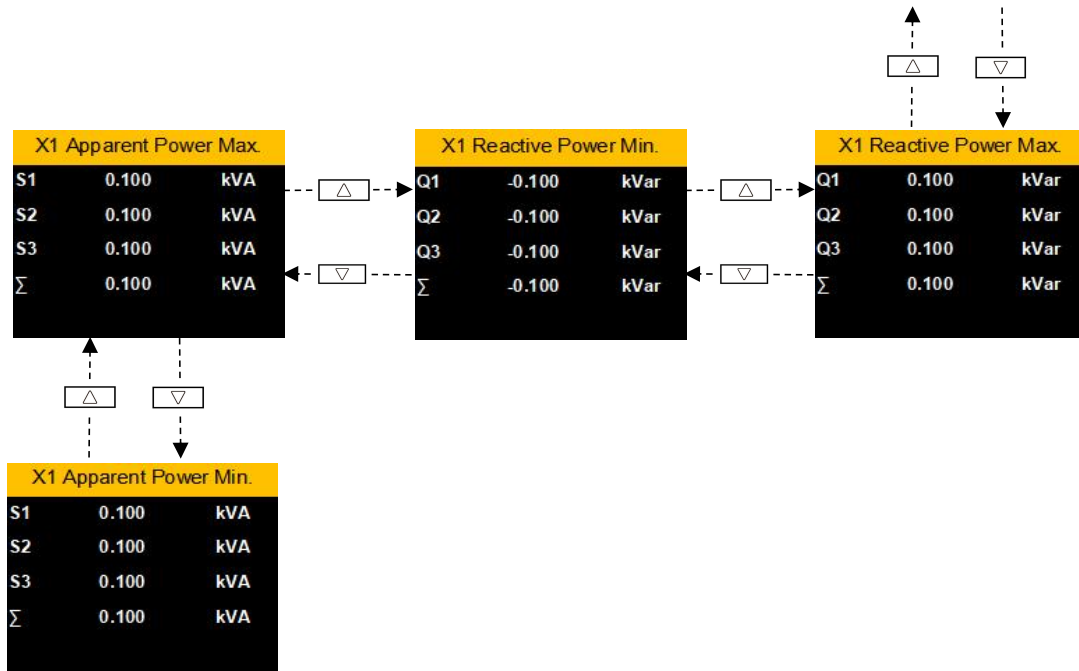 X1 Apparent Power Max.
S1 0.100 kVA
S2 0.100 kVA
S3 0.100 kVA
∑ 0.100 kVA
X1 Reactive Power Min.
Q1 -0.100 kVar
Q2 -0.100 kVar
Q3 -0.100 kVar
∑ -0.100 kVar
X1 Reactive Power Max.
Q1 0.100 kVar
Q2 0.100 kVar
Q3 0.100 kVar
∑ 0.100 kVar
X1 Apparent Power Min.
S1 0.100 kVA
S2 0.100 kVA
S3 0.100 kVA
∑ 0.100 kVA